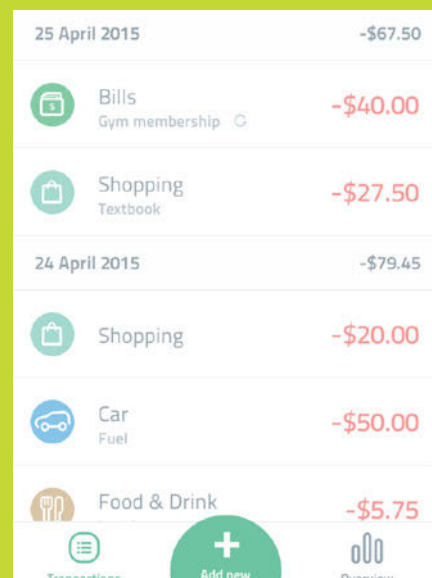 25 April 2015 -$67.50
Bills
Gym membership
-$40.00
Shopping
Textbook
-$27.50
24 April 2015 -$79.45
Shopping -$20.00
Car
Fuel
-$50.00
Food & Drink
-$5.75
Transactions Add new Overview